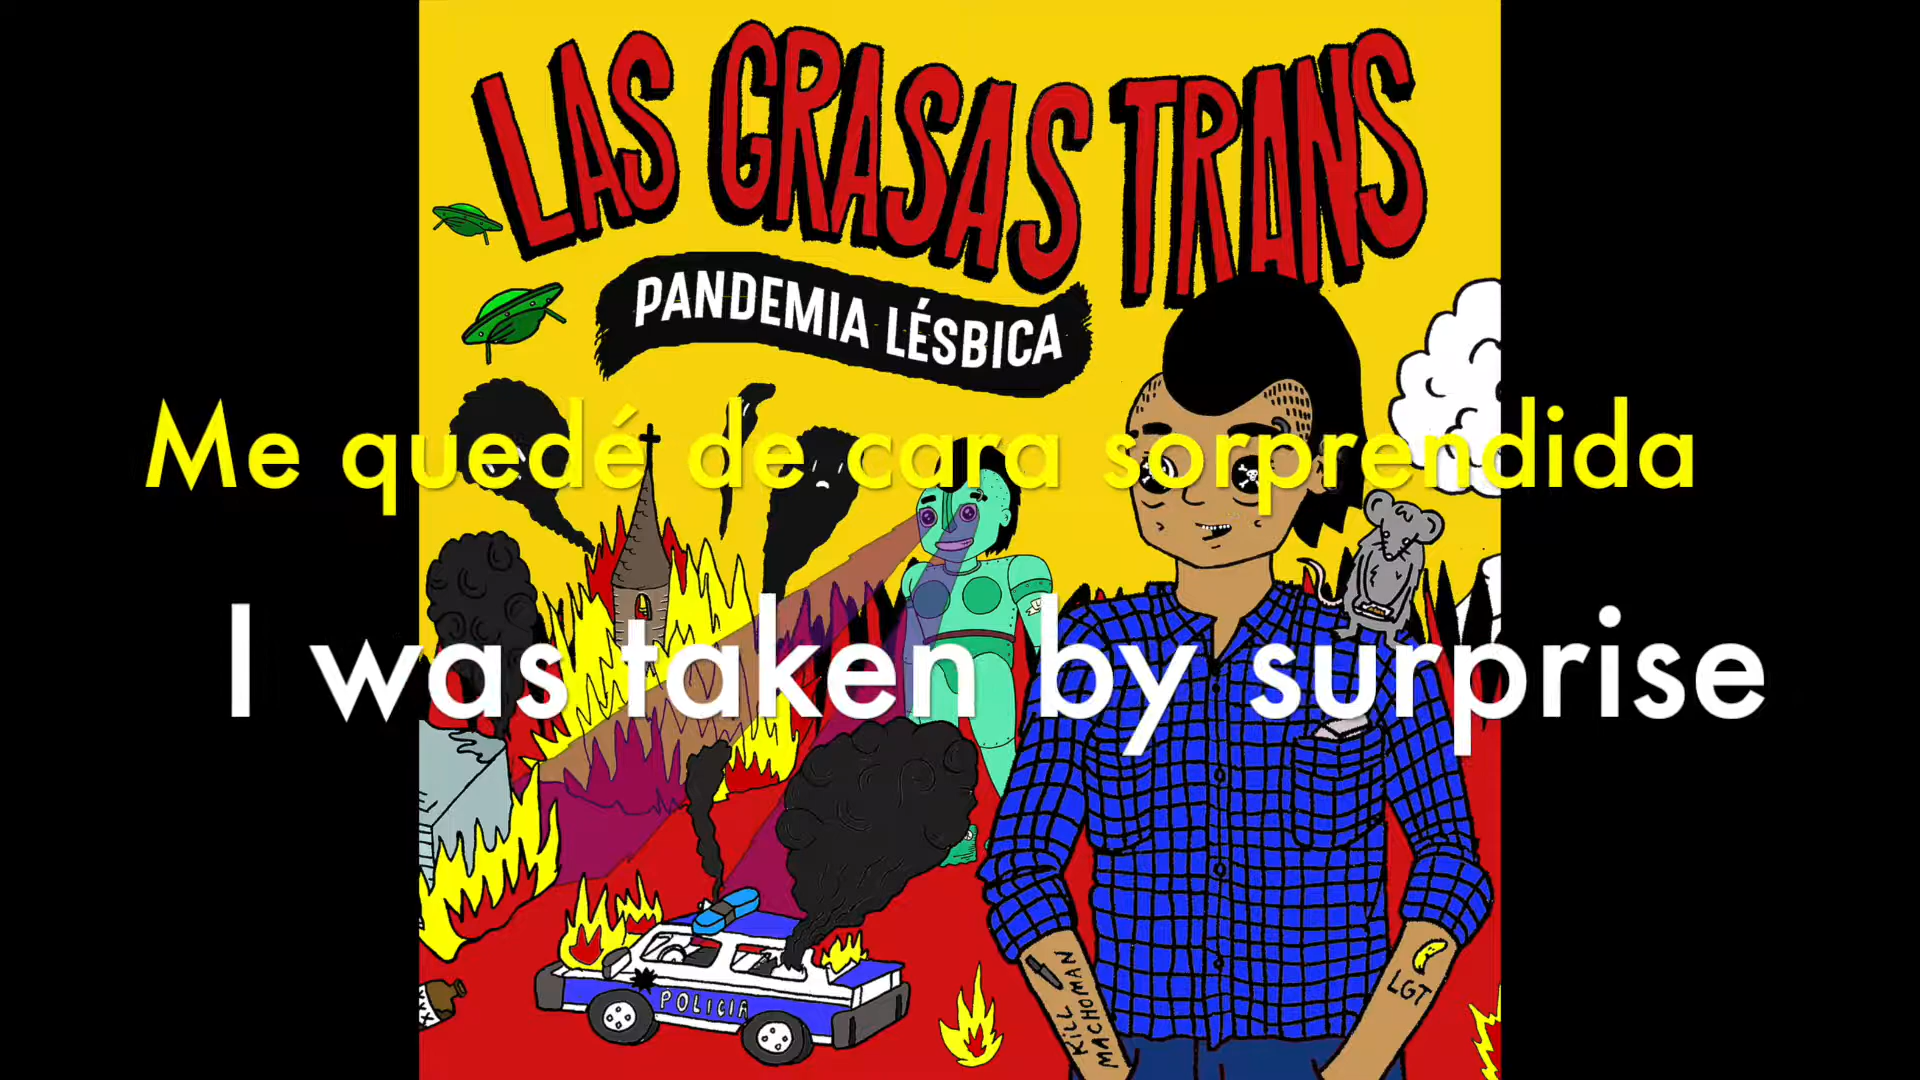 LAS GRASAS TRANS
PANDEMIA LÉSBICA
Me quedé de cara sorprendida
I was taken by surprise
POLICIA
KILL
MACHOMAN
LGT